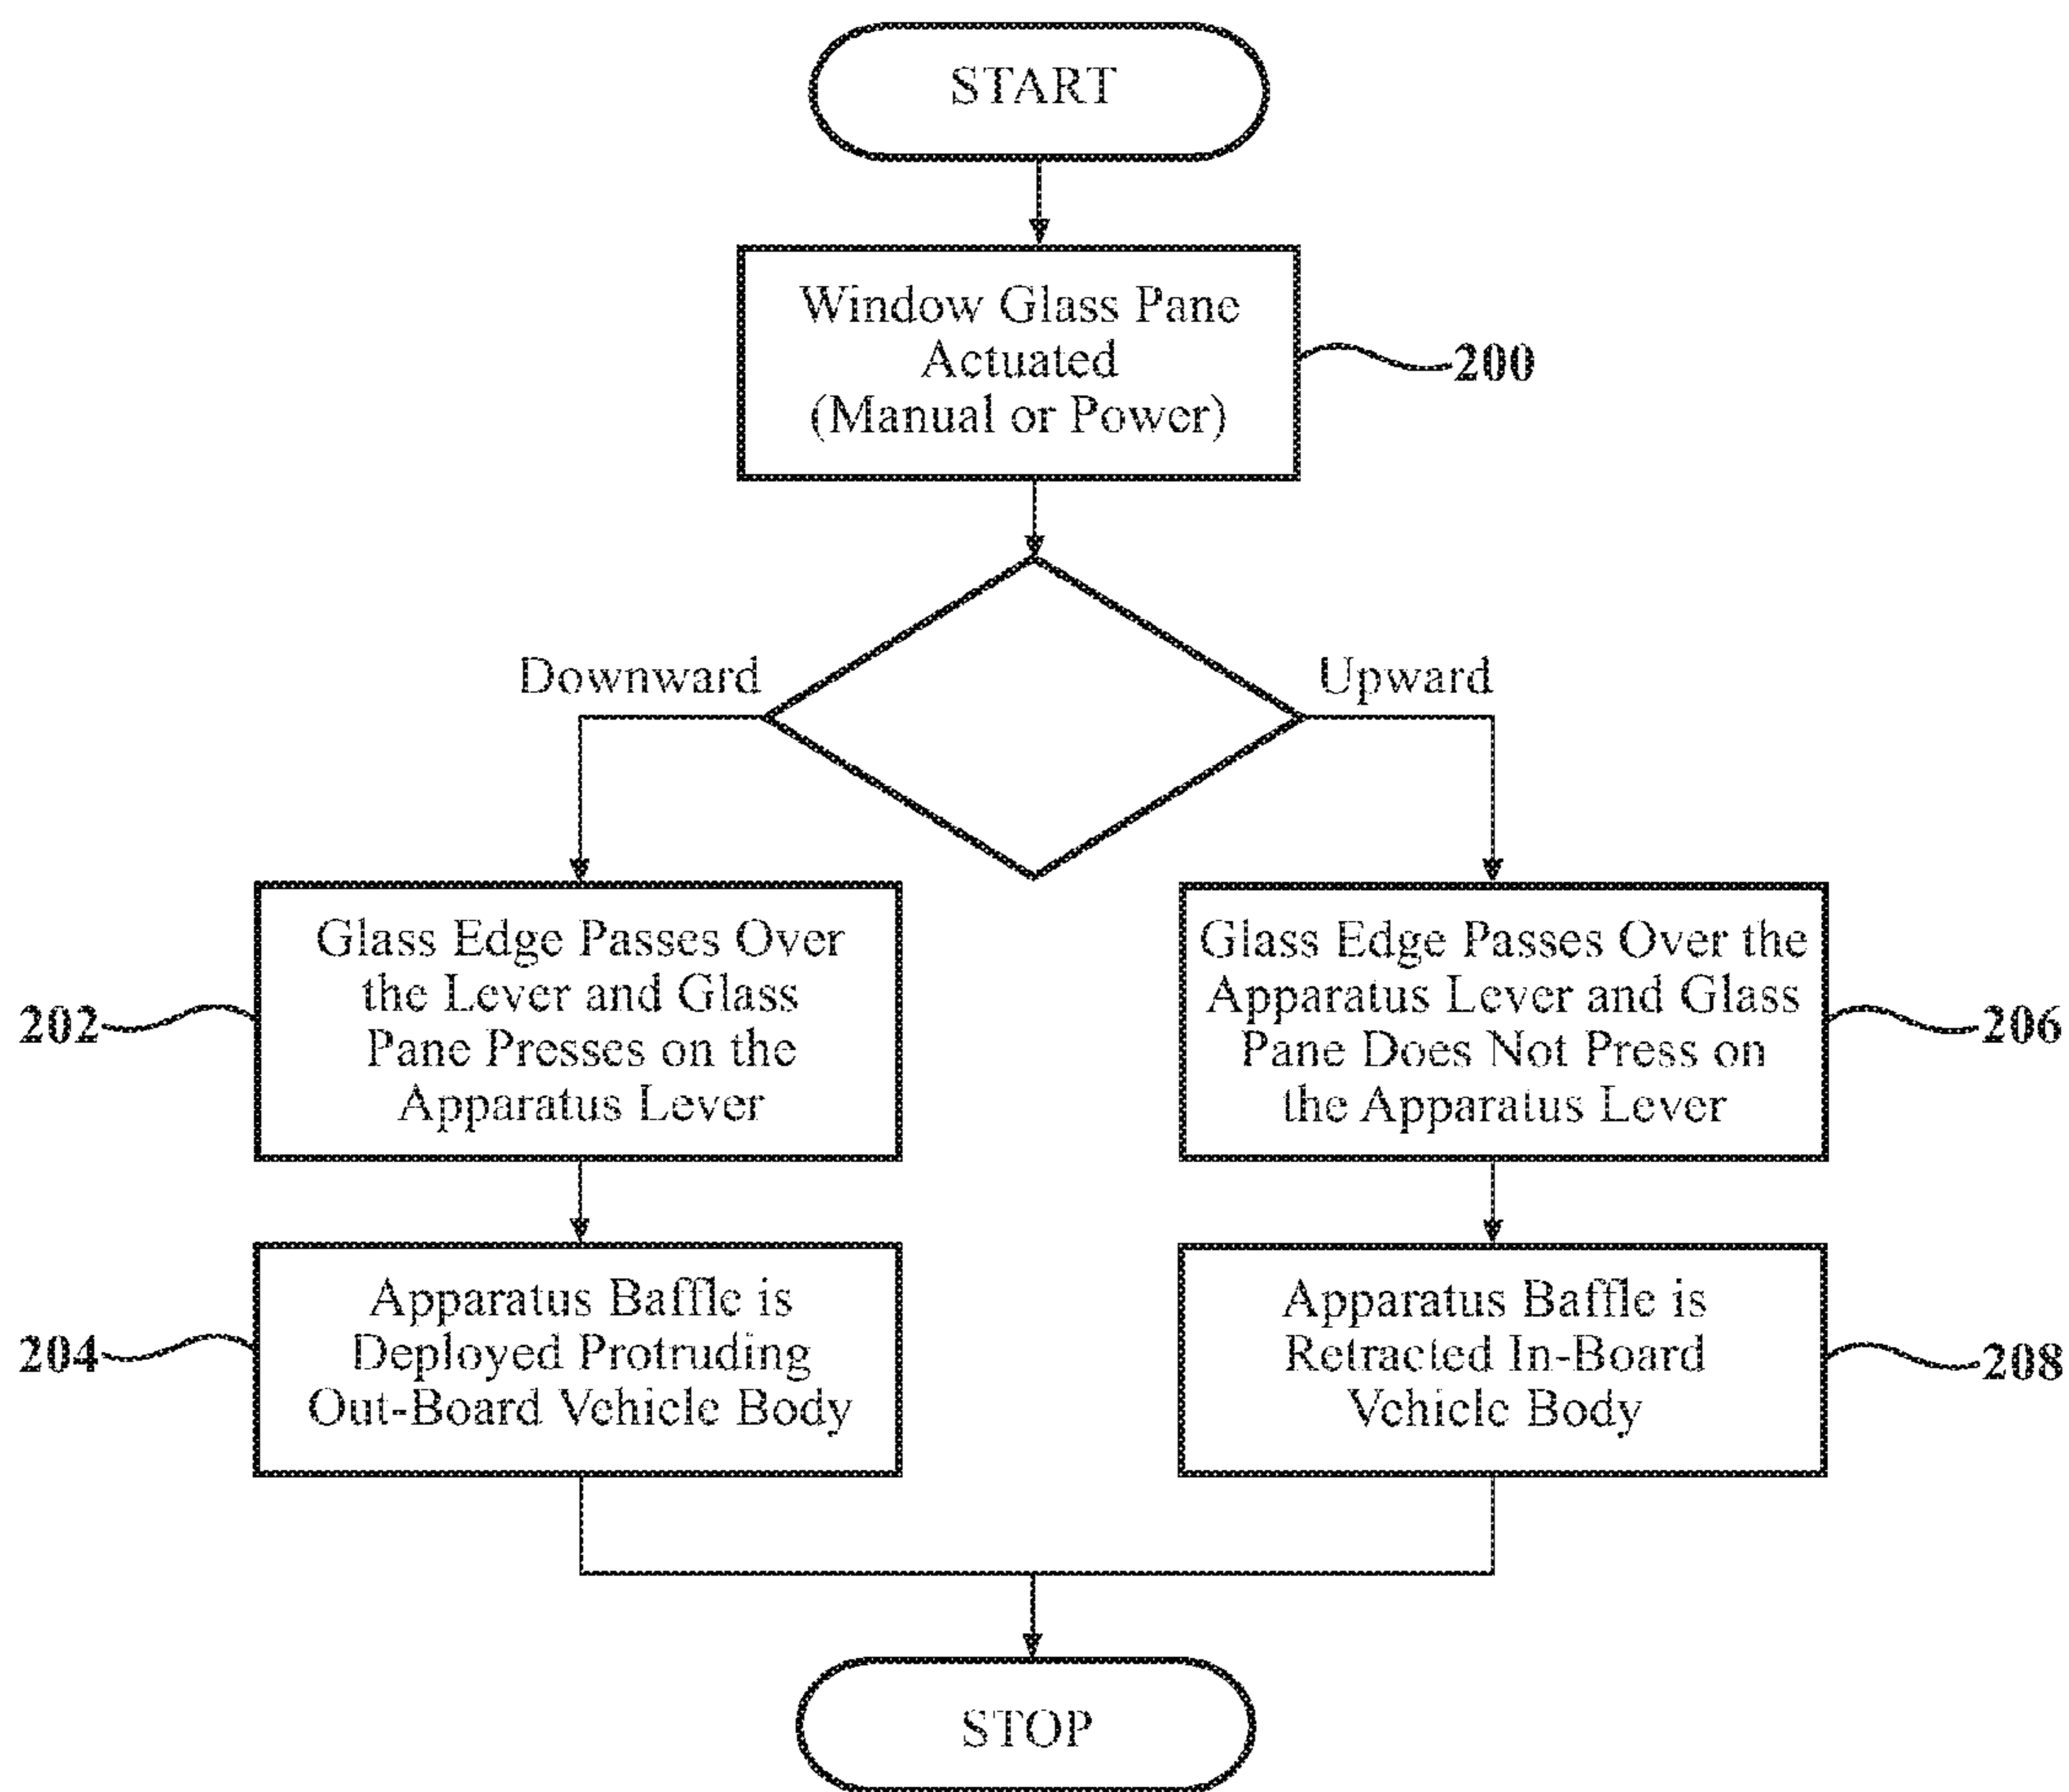 START
Window Glass Pane
Actuated
(Manual or Power)
200
Downward
Upward
Glass Edge Passes Over
the Lever and Glass
Pane Presses on the
Apparatus Lever
202
Glass Edge Passes Over the
Apparatus Lever and Glass
Pane Does Not Press on
the Apparatus Lever
206
Apparatus Baffle is
Deployed Protruding
Out-Board Vehicle Body
204
Apparatus Baffle is
Retracted In-Board
Vehicle Body
208
STOP